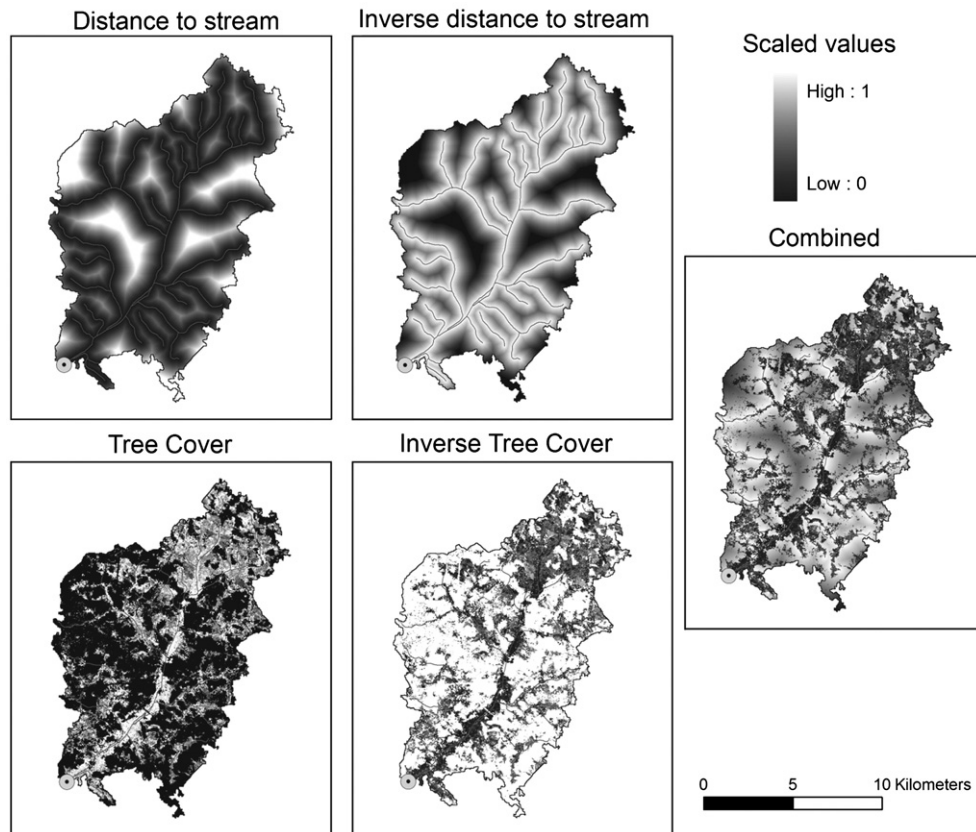 Distance to stream
Inverse distance to stream
Scaled values
High : 1
Low : 0
Combined
Tree Cover
Inverse Tree Cover
0 5 10 Kilometers